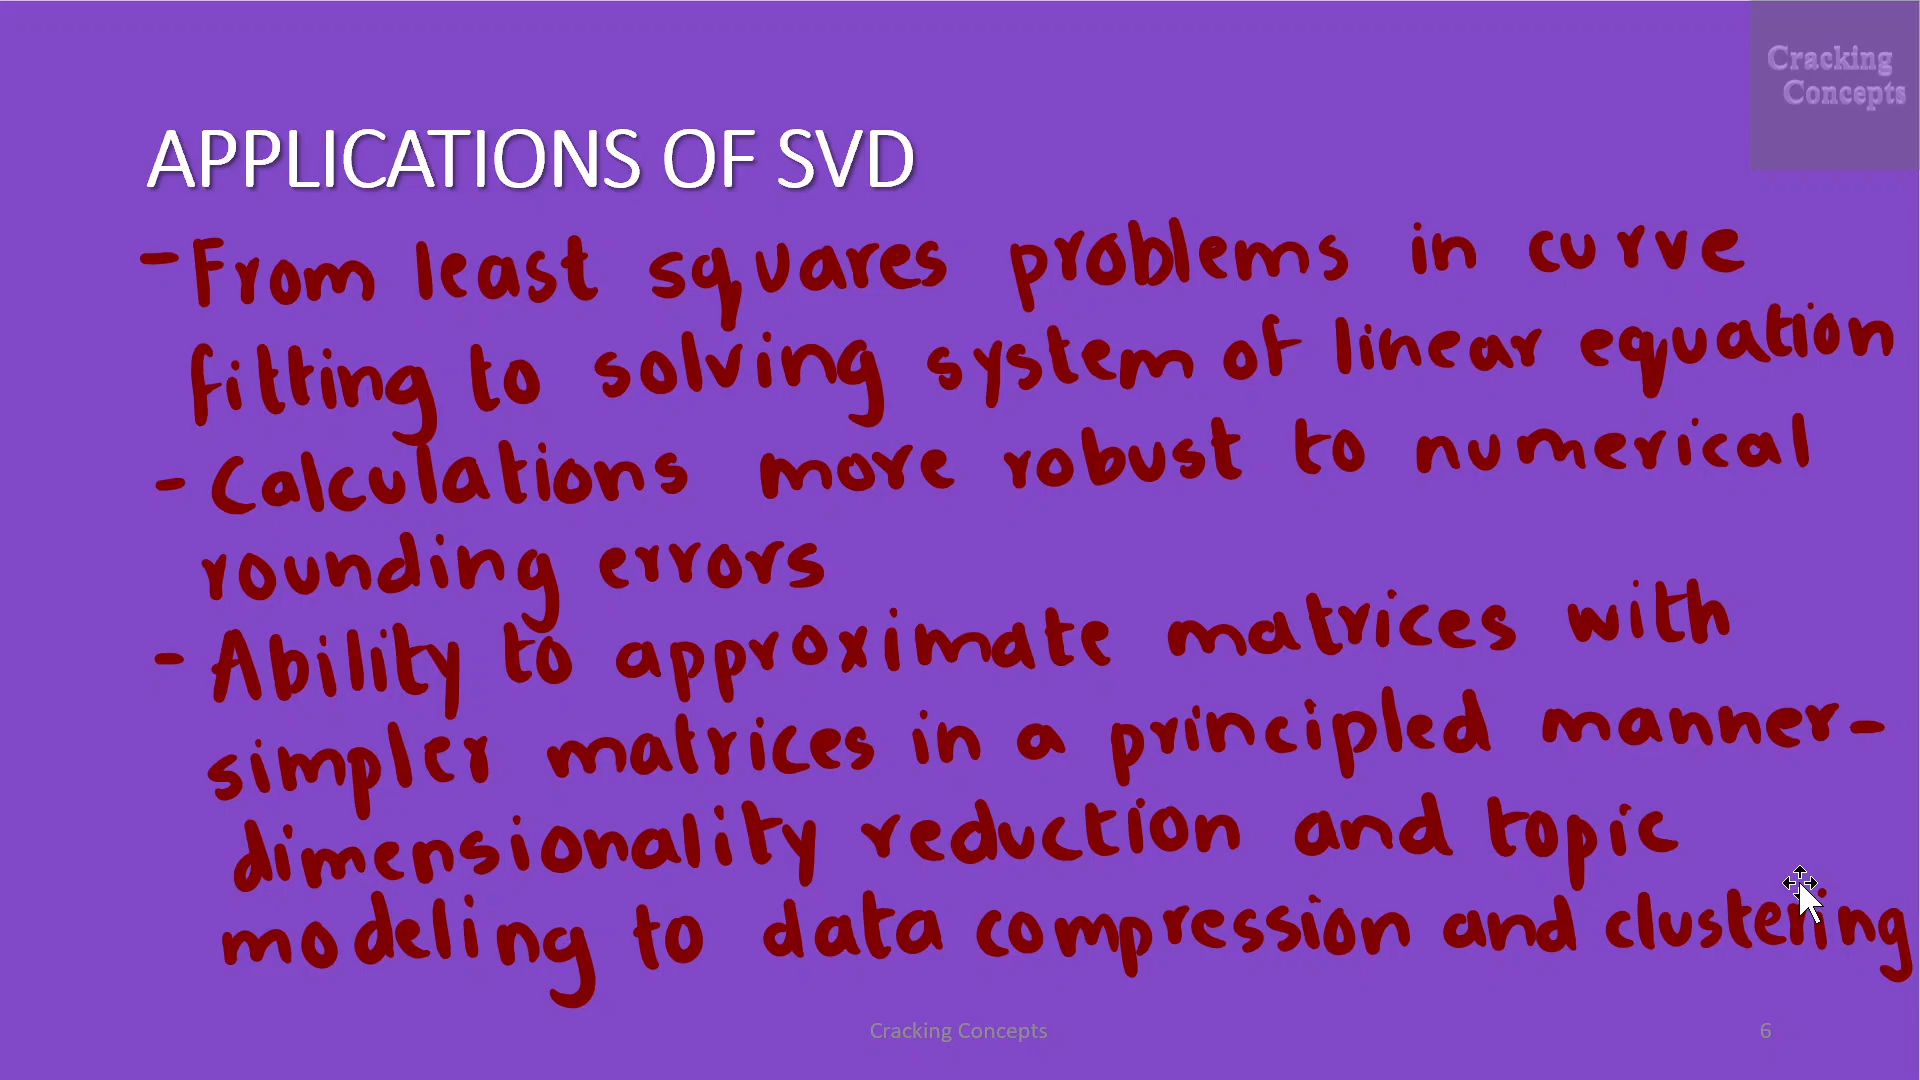 Cracking
Concepts
APPLICATIONS OF SVD
- From least squares problems in curve
fitting to solving system of linear equation
- Calculations more robust to numerical
rounding errors
- Ability to approximate matrices with
simpler matrices in a principled manner-
dimensionality reduction and topic
modeling to data compression and clustering
Cracking Concepts
6